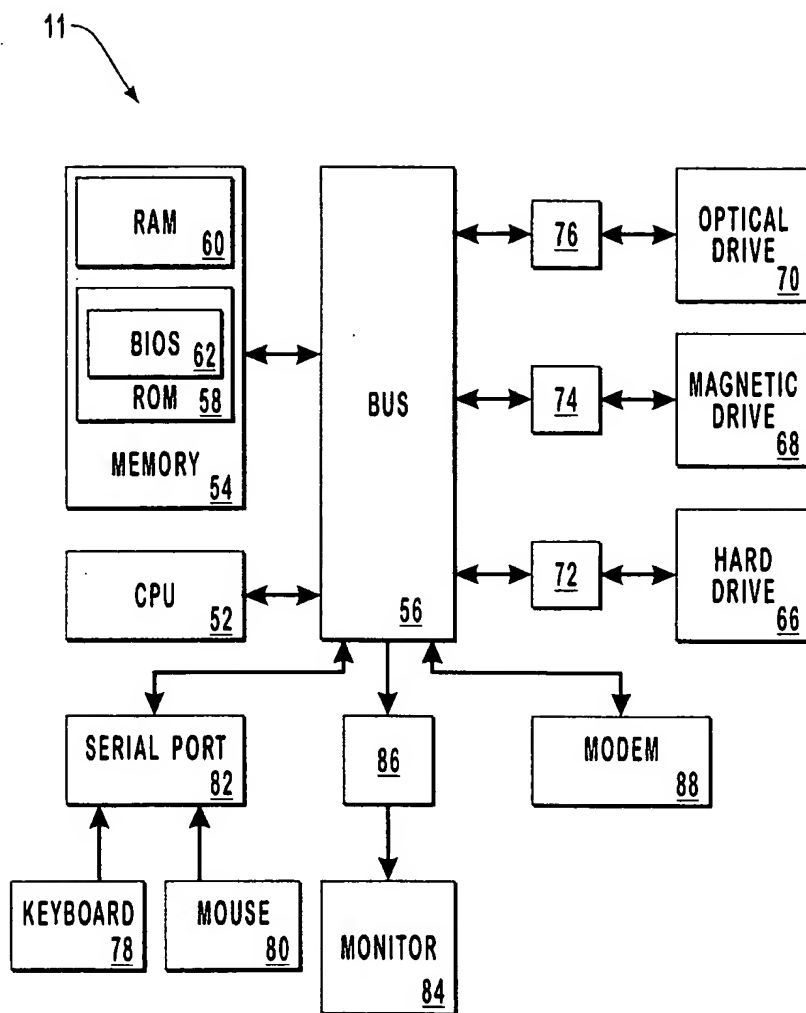 11
RAM
60
BIOS
62
ROM 58
MEMORY
54
CPU
52
BUS
56
76
OPTICAL
DRIVE
70
74
MAGNETIC
DRIVE
68
72
HARD
DRIVE
66
SERIAL PORT
82
86
MODEM
88
KEYBOARD
78
MOUSE
80
MONITOR
84